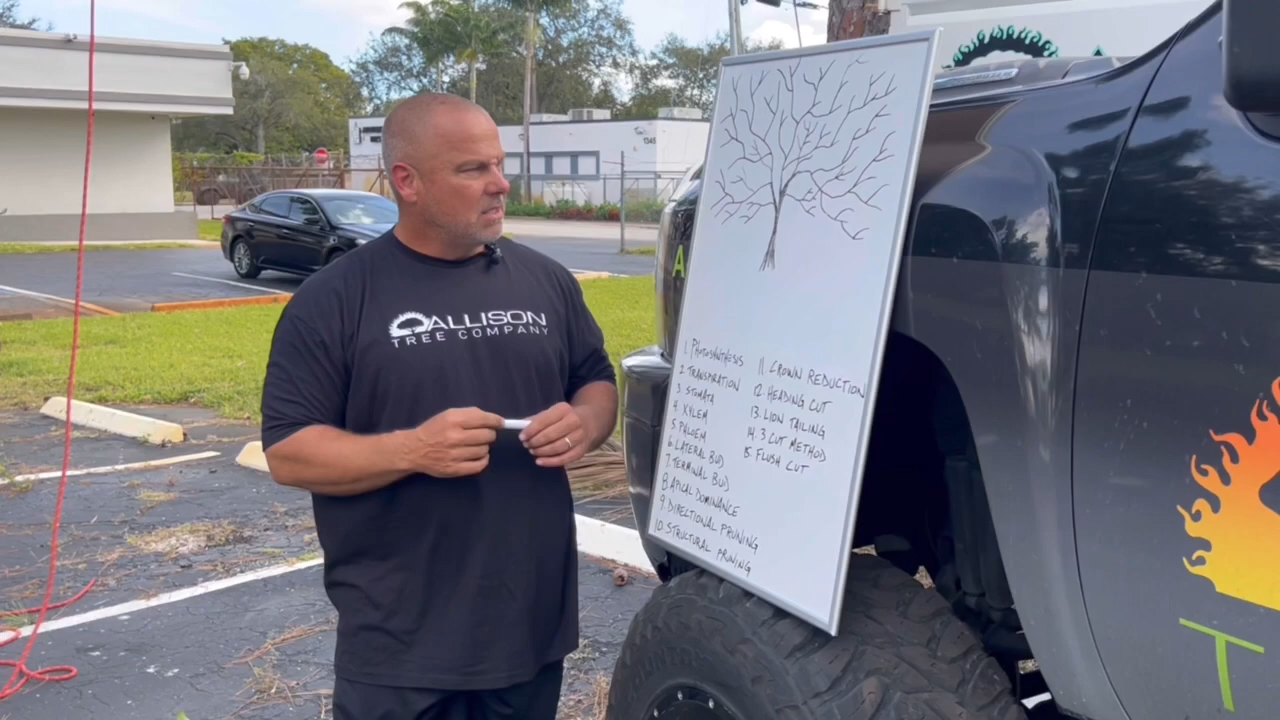 ALLISON
TREE COMPANY
1345
A
1. PHOTOSYNTHESIS
2. TRANSPIRATION
3. STOMATA
4. XYLEM
5. PHLOEM
6. LATERAL BUD
7. TERMINAL BUD
8. APICAL DOMINANCE
9. DIRECTIONAL PRUNING
10. STRUCTURAL PRUNING
11. CROWN REDUCTION
12. HEADING CUT
13. LION TAILING
14. 3 CUT METHOD
15. FLUSH CUT
T